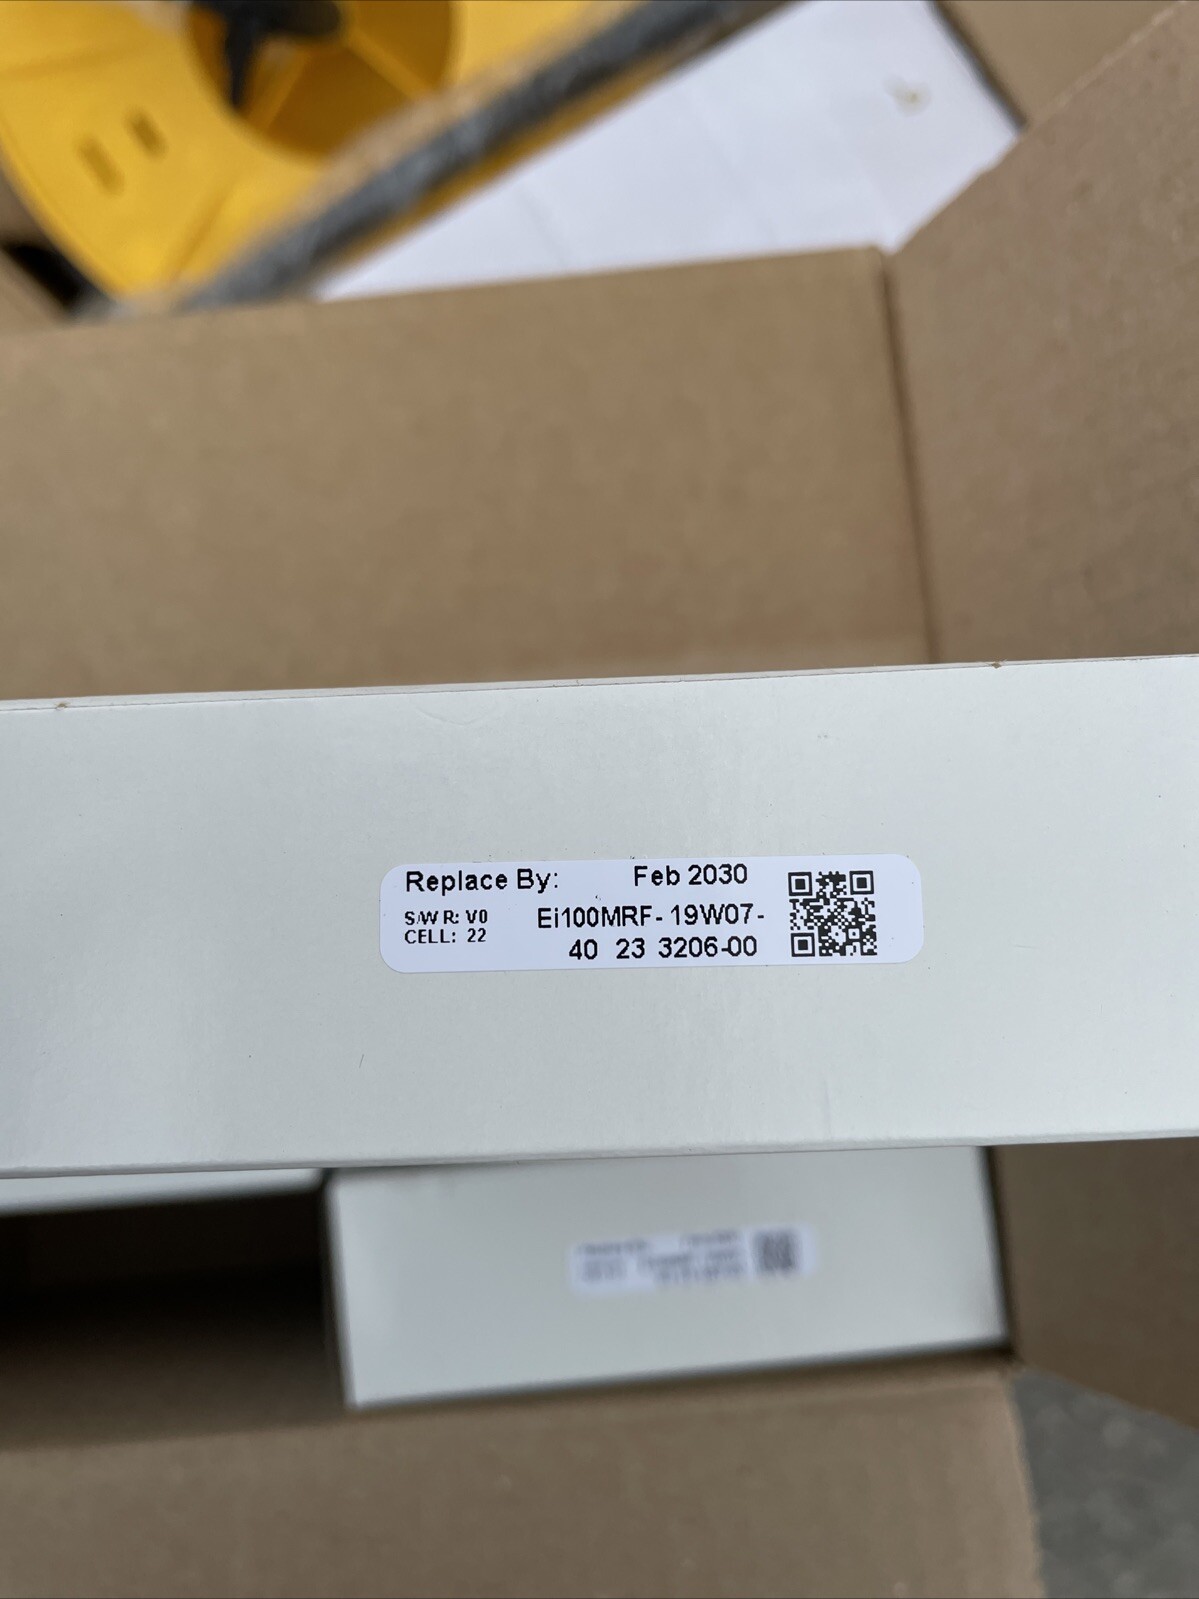 Replace By: Feb 2030
S/W R: V0 Ei100MRF-19W07-
CELL: 22 40 23 3206-00